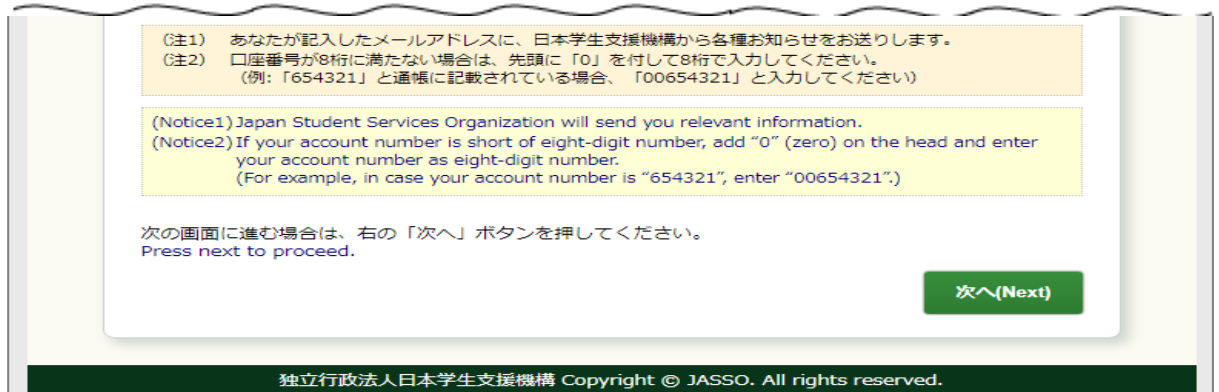 （注1） あなたが記入したメールアドレスに、日本学生支援機構から各種お知らせをお送りします。
（注2） 口座番号が8桁に満たない場合は、先頭に「0」を付して8桁で入力してください。
（例: 「654321」と通帳に記載されている場合、「00654321」と入力してください）
(Notice1) Japan Student Services Organization will send you relevant information.
(Notice2) If your account number is short of eight-digit number, add “0” (zero) on the head and enter
your account number as eight-digit number.
(For example, in case your account number is “654321”, enter “00654321”.)
次の画面に進む場合は、右の「次へ」ボタンを押してください。
Press next to proceed.
次へ(Next)
独立行政法人日本学生支援機構 Copyright © JASSO. All rights reserved.